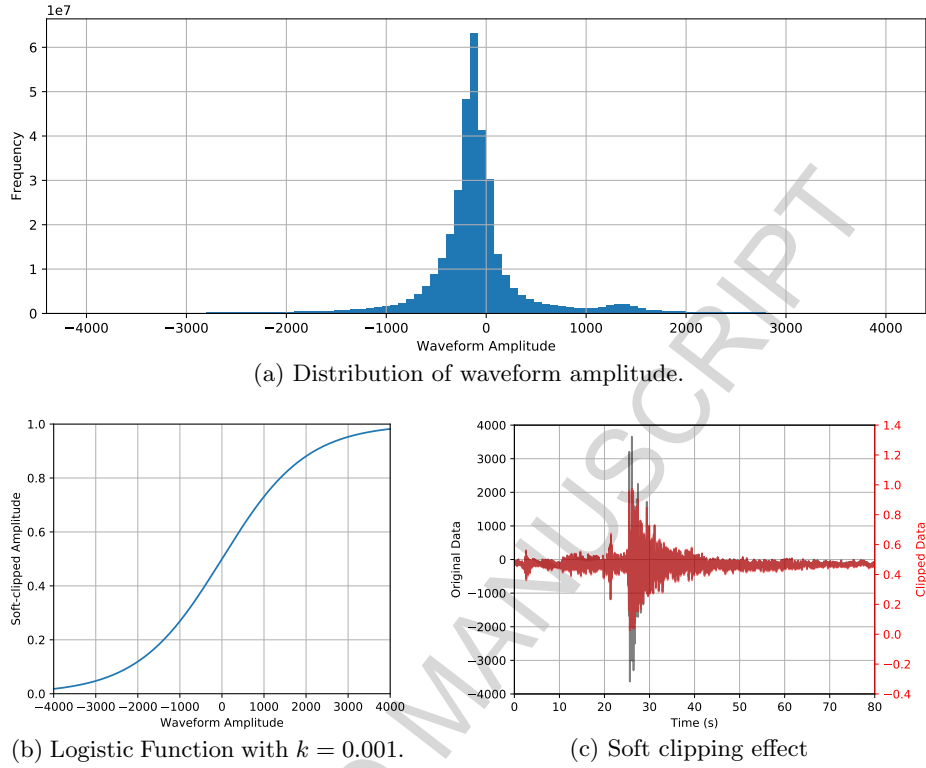 1e7
6
5
4
3
2
1
0
Frequency
−4000 −3000 −2000 −1000 0 1000 2000 3000 4000
Waveform Amplitude
(a) Distribution of waveform amplitude.
1.0
0.8
0.6
0.4
0.2
0.0
Soft-clipped Amplitude
−4000 −3000 −2000 −1000 0 1000 2000 3000 4000
Waveform Amplitude
(b) Logistic Function with k = 0.001.
4000
3000
2000
1000
0
−1000
−2000
−3000
−4000
Original Data
1.4
1.2
1.0
0.8
0.6
0.4
0.2
0.0
−0.2
−0.4
Clipped Data
0 10 20 30 40 50 60 70 80
Time (s)
(c) Soft clipping effect
MANUSCRIPT